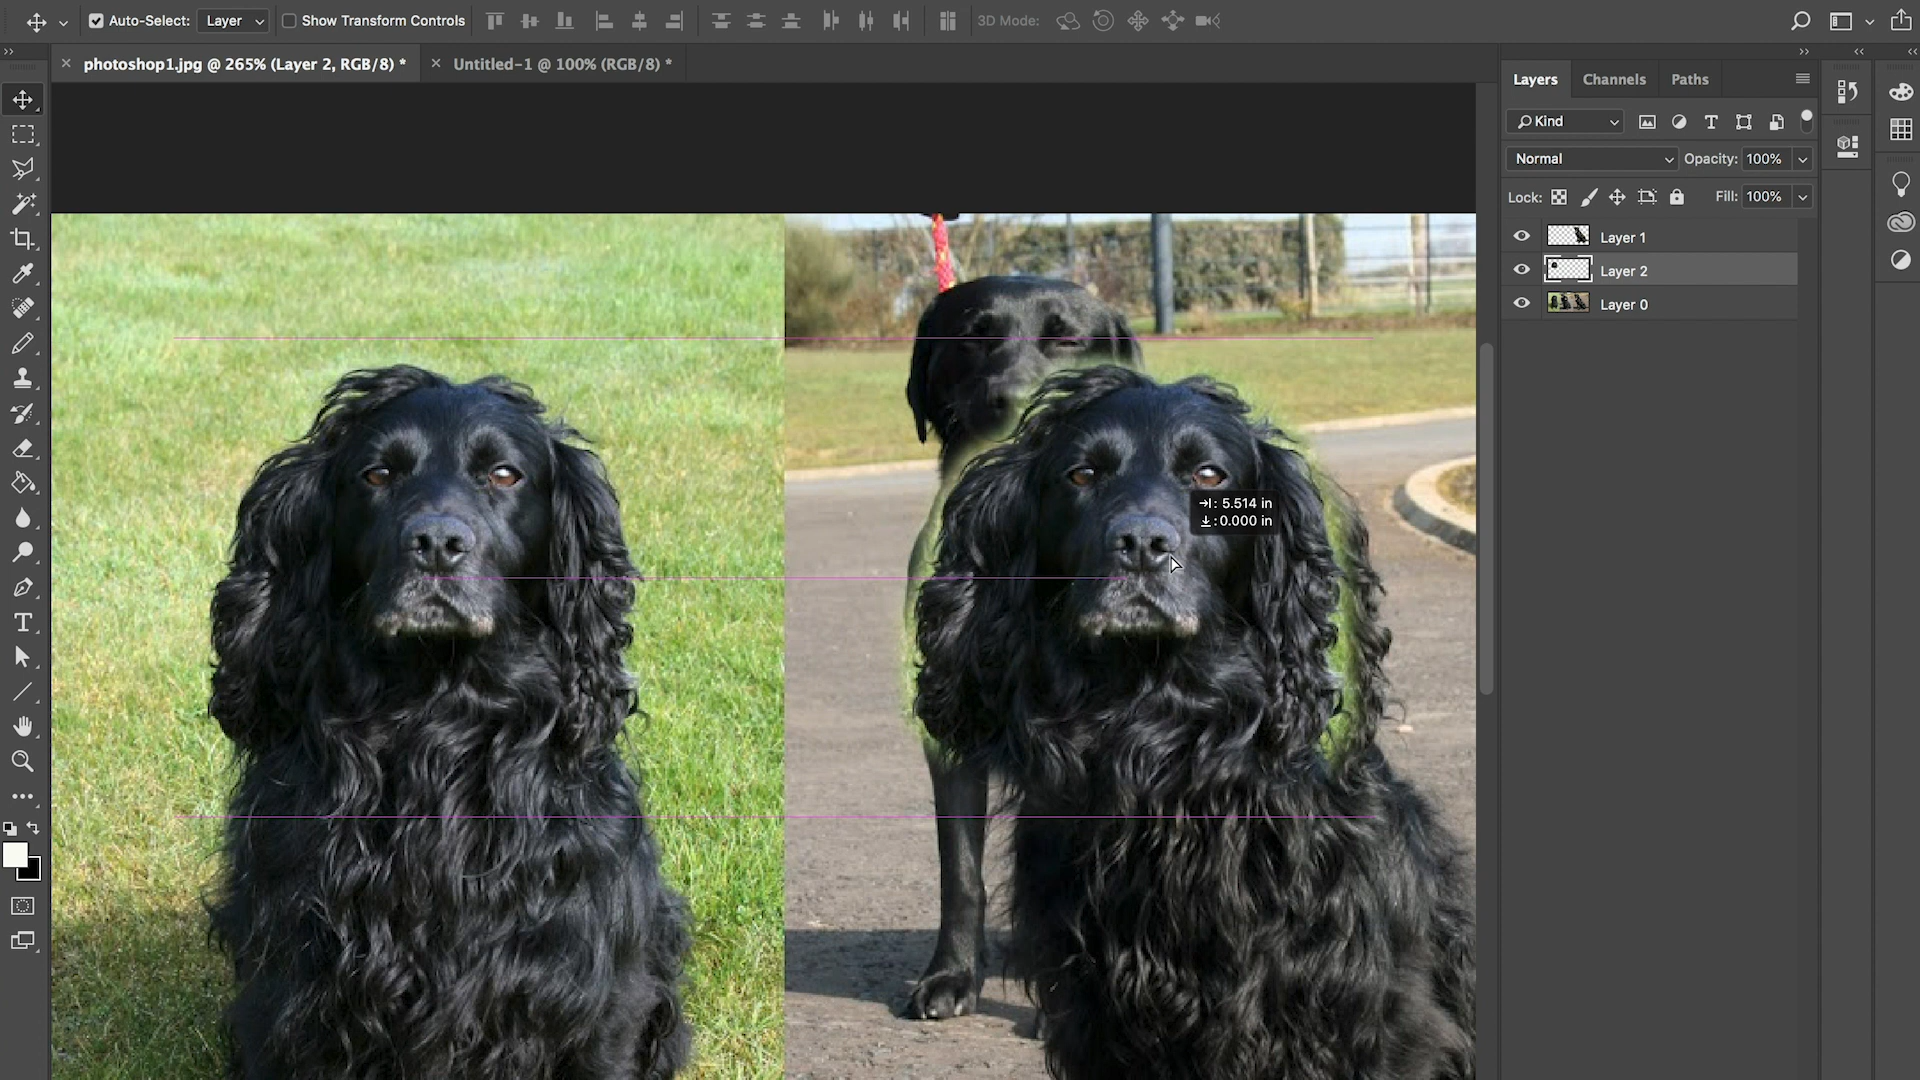 Auto-Select: Layer Show Transform Controls 3D Mode:
photoshop1.jpg @ 265% (Layer 2, RGB/8) *
Untitled-1 @ 100% (RGB/8) *
Layers Channels Paths
Kind
Normal Opacity: 100%
Lock: Fill: 100%
Layer 1
Layer 2
Layer 0
: 5.514 in
: 0.000 in